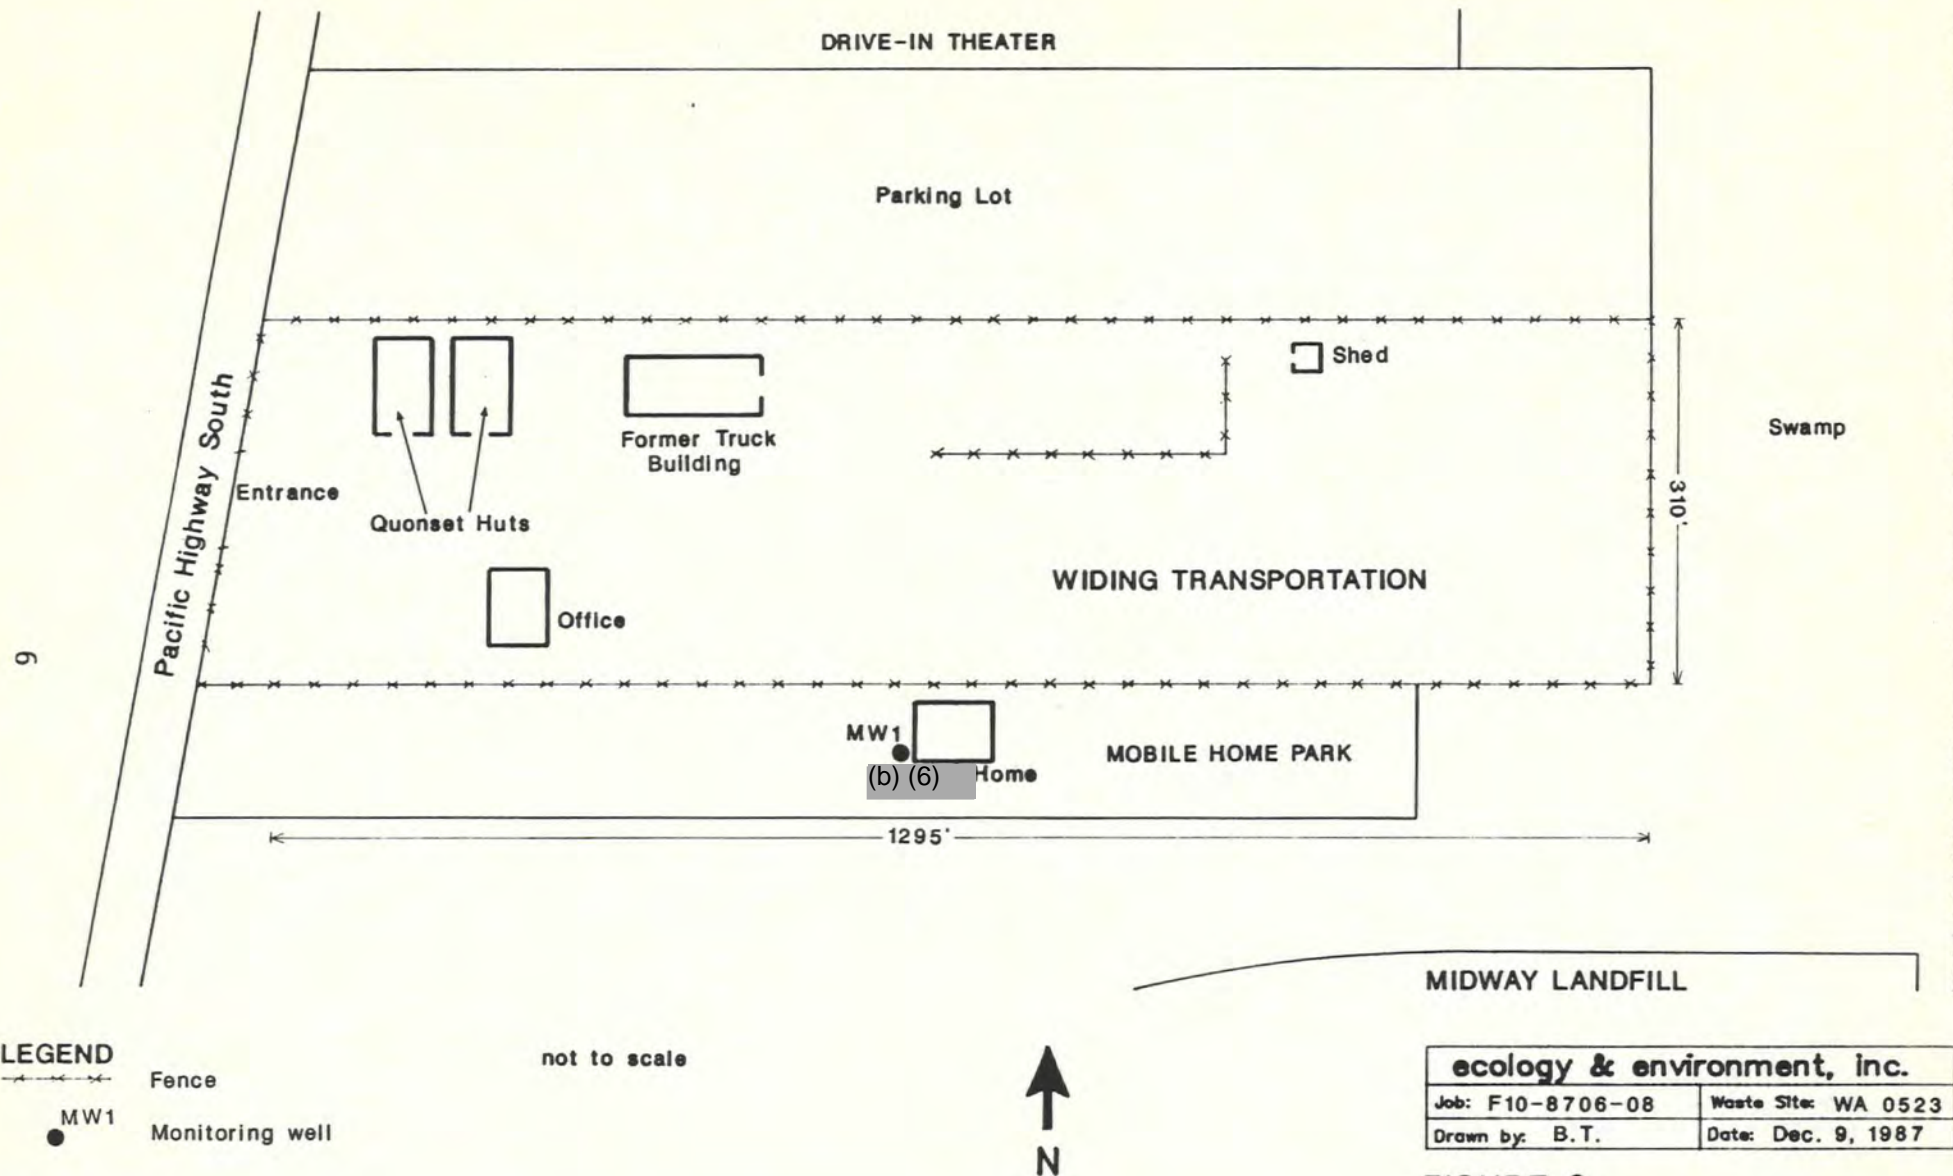 DRIVE-IN THEATER
Parking Lot
Shed
Swamp
Former Truck
Building
Pacific Highway South
Entrance
Quonset Huts
310'
WIDING TRANSPORTATION
Office
6
MW1
MOBILE HOME PARK
(b) (6) Home
1295'
MIDWAY LANDFILL
LEGEND
Fence
MW1
Monitoring well
not to scale
N
ecology & environment, inc.
Job: F10-8706-08
Waste Site: WA 0523
Drawn by: B.T.
Date: Dec. 9, 1987